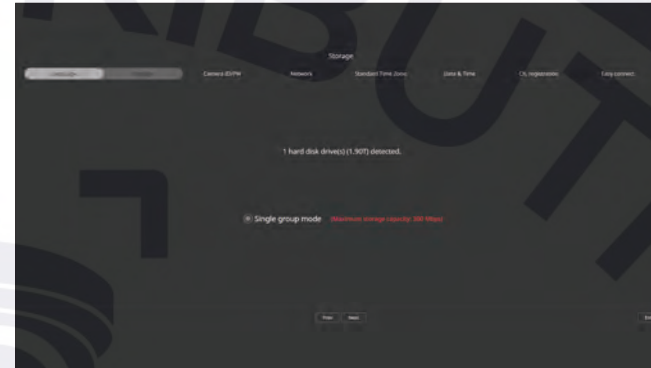 Storage
Camera ID/PW Network Standard Time Zone Date & Time Easy connect
1 hard disk drive(s) (1.90T) detected.
Single group mode (Maximum storage capacity: 380 Mbps)
Prev Next